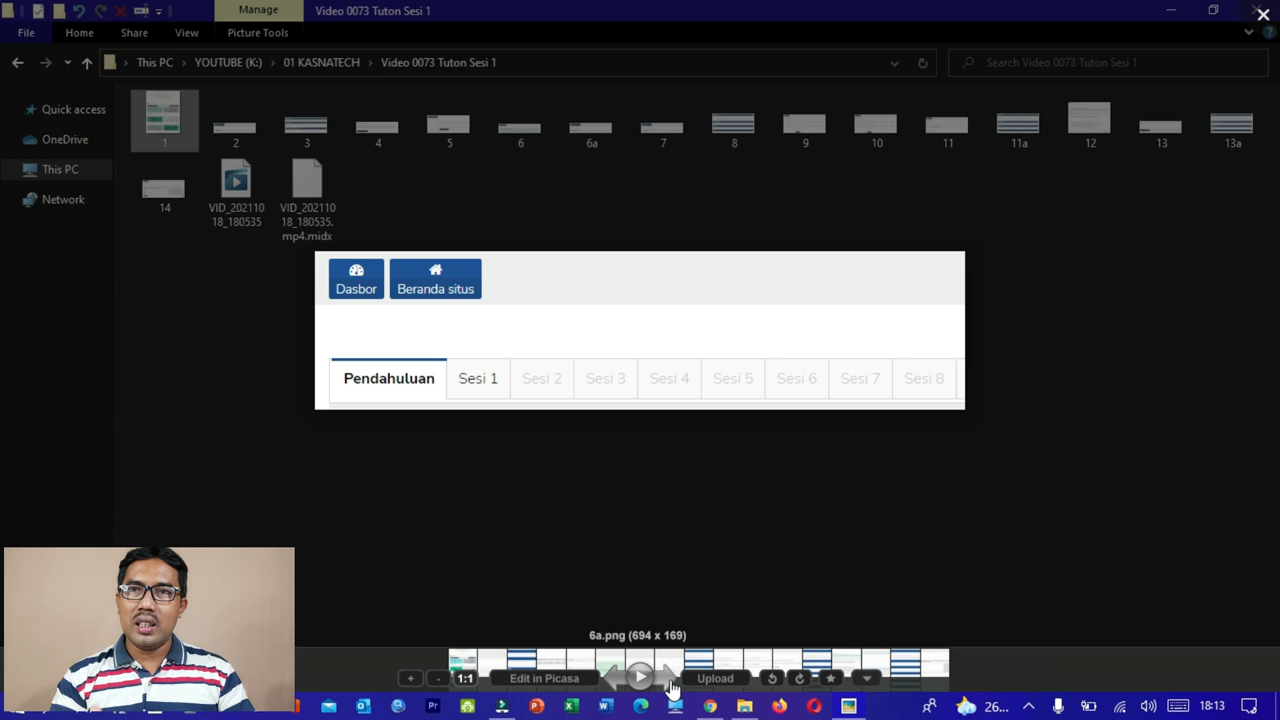 Manage
Video 0073 Tuton Sesi 1
File
Home
Share
View
Picture Tools
This PC
YOUTUBE (K:)
01 KASNATECH
Video 0073 Tuton Sesi 1
Search Video 0073 Tuton Sesi 1
Quick access
OneDrive
This PC
Network
1
2
3
4
5
6
6a
7
8
9
10
11
11a
12
13
13a
14
VID_202110
18_180535
VID_202110
18_180535.
mp4.midx
Dasbor
Beranda situs
Pendahuluan
Sesi 1
Sesi 2
Sesi 3
Sesi 4
Sesi 5
Sesi 6
Sesi 7
Sesi 8
6a.png (694 x 169)
1:1
Edit in Picasa
Upload
26...
18:13